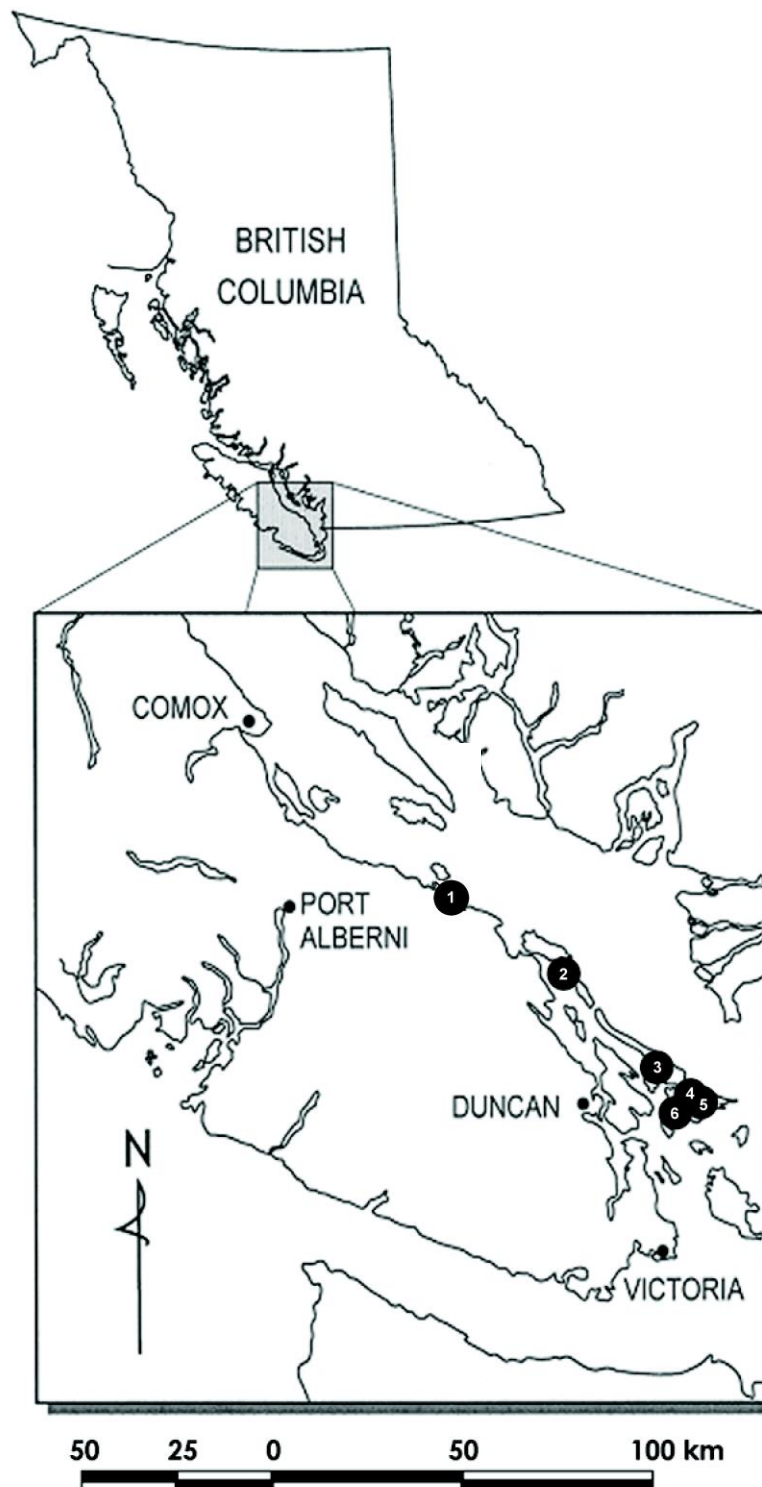 BRITISH
COLUMBIA
COMOX
PORT
ALBERNI
1
2
3
4
5
6
DUNCAN
N
VICTORIA
50 25 0 50 100 km